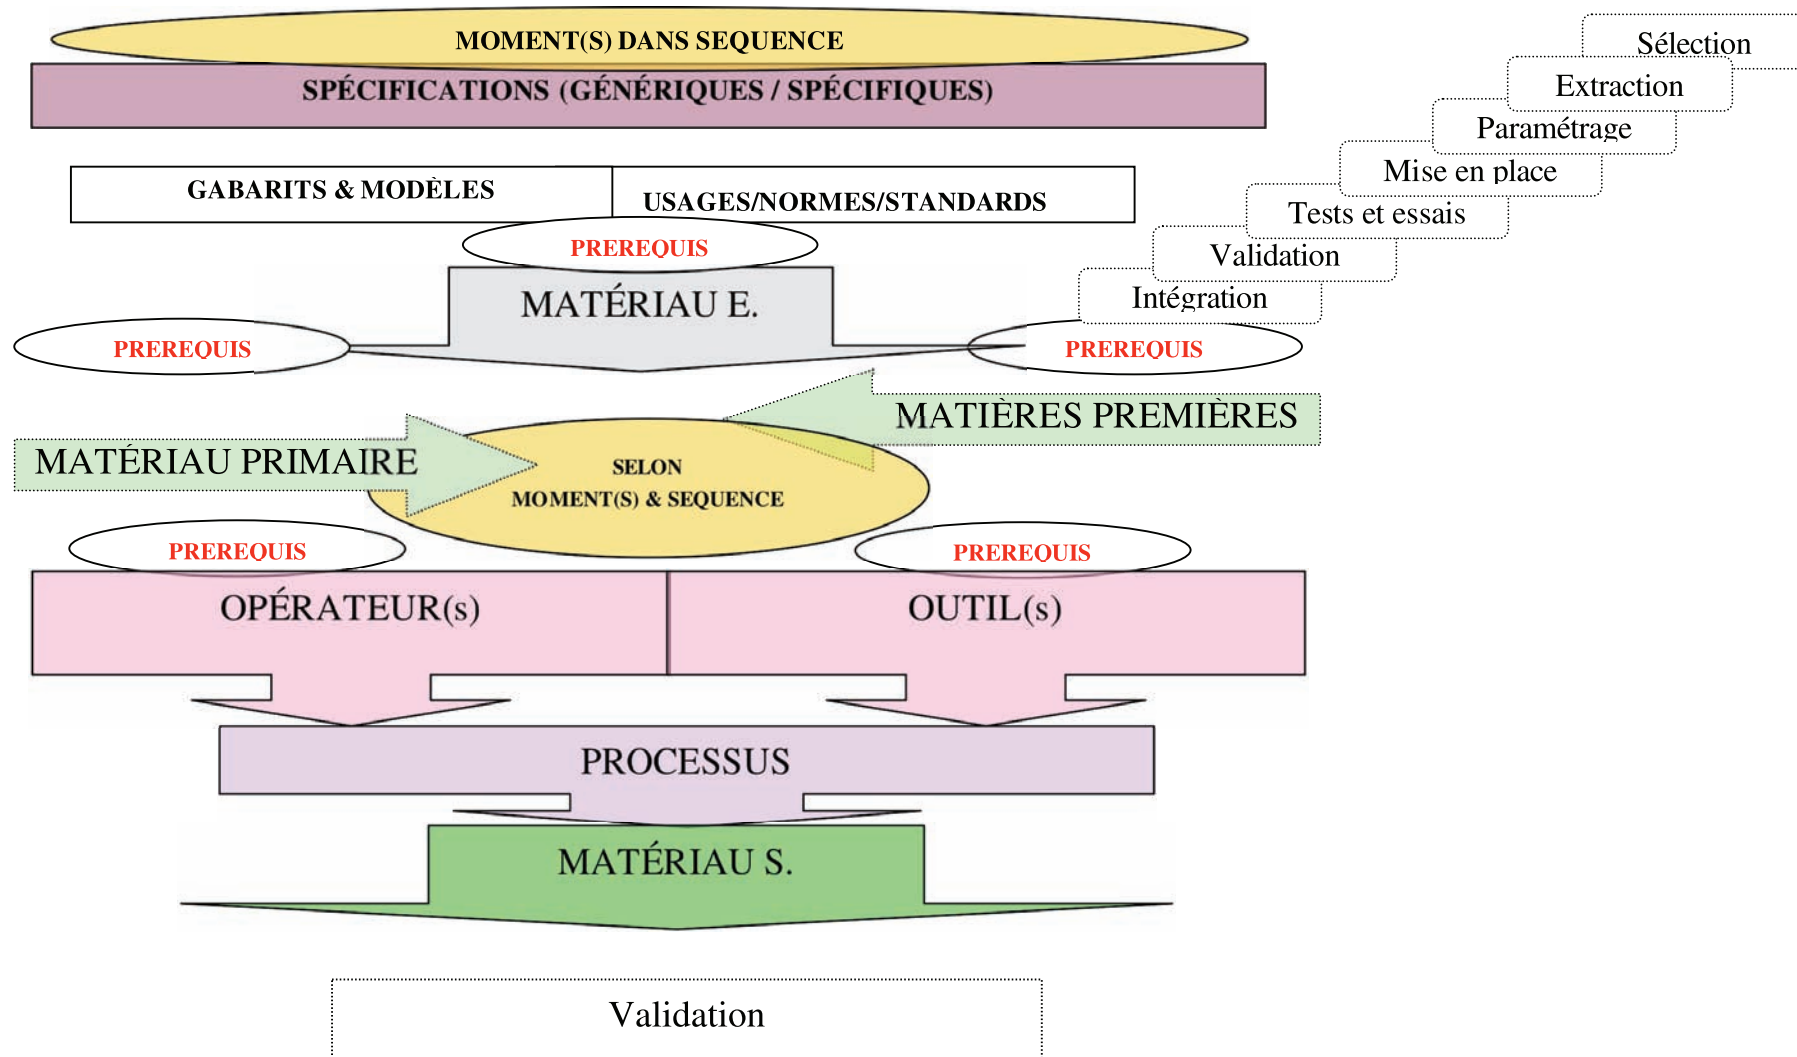 MOMENT(S) DANS SEQUENCE
SPÉCIFICATIONS (GÉNÉRIQUES / SPÉCIFIQUES)
Sélection
Extraction
Paramétrage
Mise en place
Tests et essais
Validation
Intégration
GABARITS & MODÈLES
USAGES/NORMES/STANDARDS
PREREQUIS
MATÉRIAU E.
PREREQUIS
PREREQUIS
MATIÈRES PREMIÈRES
MATÉRIAU PRIMAIRE
SELON
MOMENT(S) & SEQUENCE
PREREQUIS
PREREQUIS
OPÉRATEUR(s)
OUTIL(s)
PROCESSUS
MATÉRIAU S.
Validation